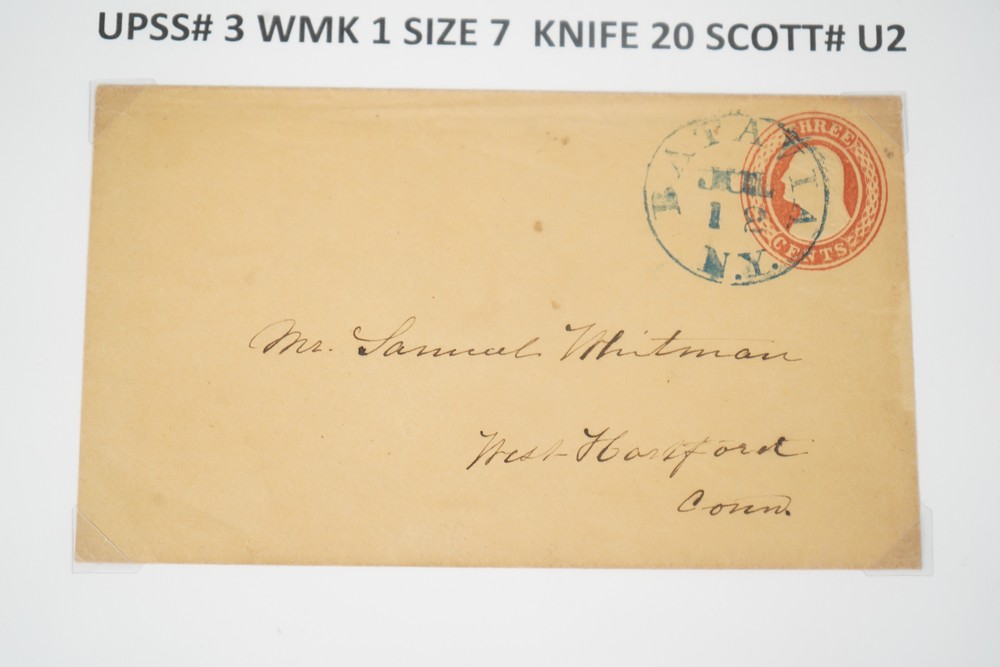 UPSS# 3 WMK 1 SIZE 7 KNIFE 20 SCOTT# U2
BATAVIA
JUL
1
N.Y.
THREE
CENTS
Mr. Samuel Whitman
West Hartford
Conn.